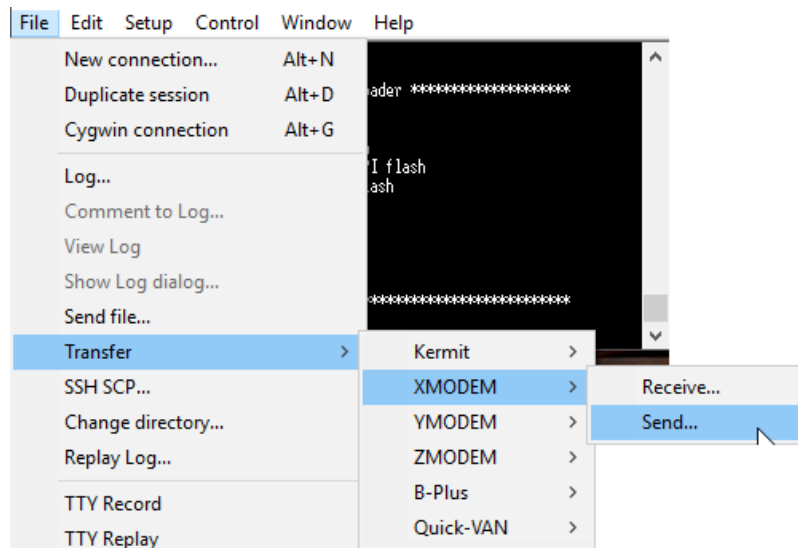 File Edit Setup Control Window Help
New connection... Alt+N
Duplicate session Alt+D
Cygwin connection Alt+G
Log...
Comment to Log...
View Log
Show Log dialog...
Send file...
Transfer >
SSH SCP...
Change directory...
Replay Log...
TTY Record
TTY Replay
ader ********************
I flash
ash
*************************
Kermit >
XMODEM >
YMODEM >
ZMODEM >
B-Plus >
Quick-VAN >
Receive...
Send...